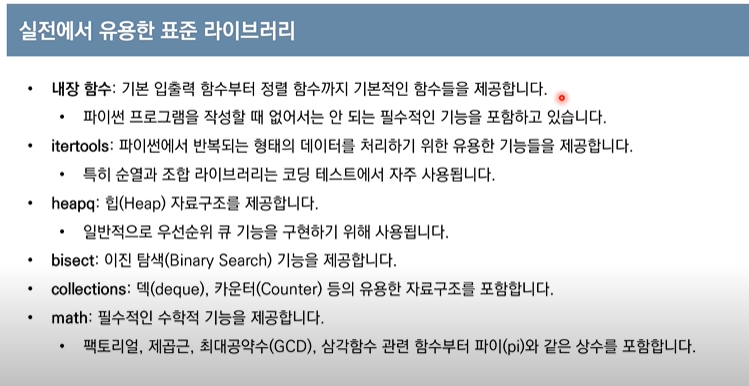 실전에서 유용한 표준 라이브러리
• 내장 함수: 기본 입출력 함수부터 정렬 함수까지 기본적인 함수들을 제공합니다.
• 파이썬 프로그램을 작성할 때 없어서는 안 되는 필수적인 기능을 포함하고 있습니다.
• itertools: 파이썬에서 반복되는 형태의 데이터를 처리하기 위한 유용한 기능들을 제공합니다.
• 특히 순열과 조합 라이브러리는 코딩 테스트에서 자주 사용됩니다.
• heapq: 힙(Heap) 자료구조를 제공합니다.
• 일반적으로 우선순위 큐 기능을 구현하기 위해 사용됩니다.
• bisect: 이진 탐색(Binary Search) 기능을 제공합니다.
• collections: 덱(deque), 카운터(Counter) 등의 유용한 자료구조를 포함합니다.
• math: 필수적인 수학적 기능을 제공합니다.
• 팩토리얼, 제곱근, 최대공약수(GCD), 삼각함수 관련 함수부터 파이(pi)와 같은 상수를 포함합니다.